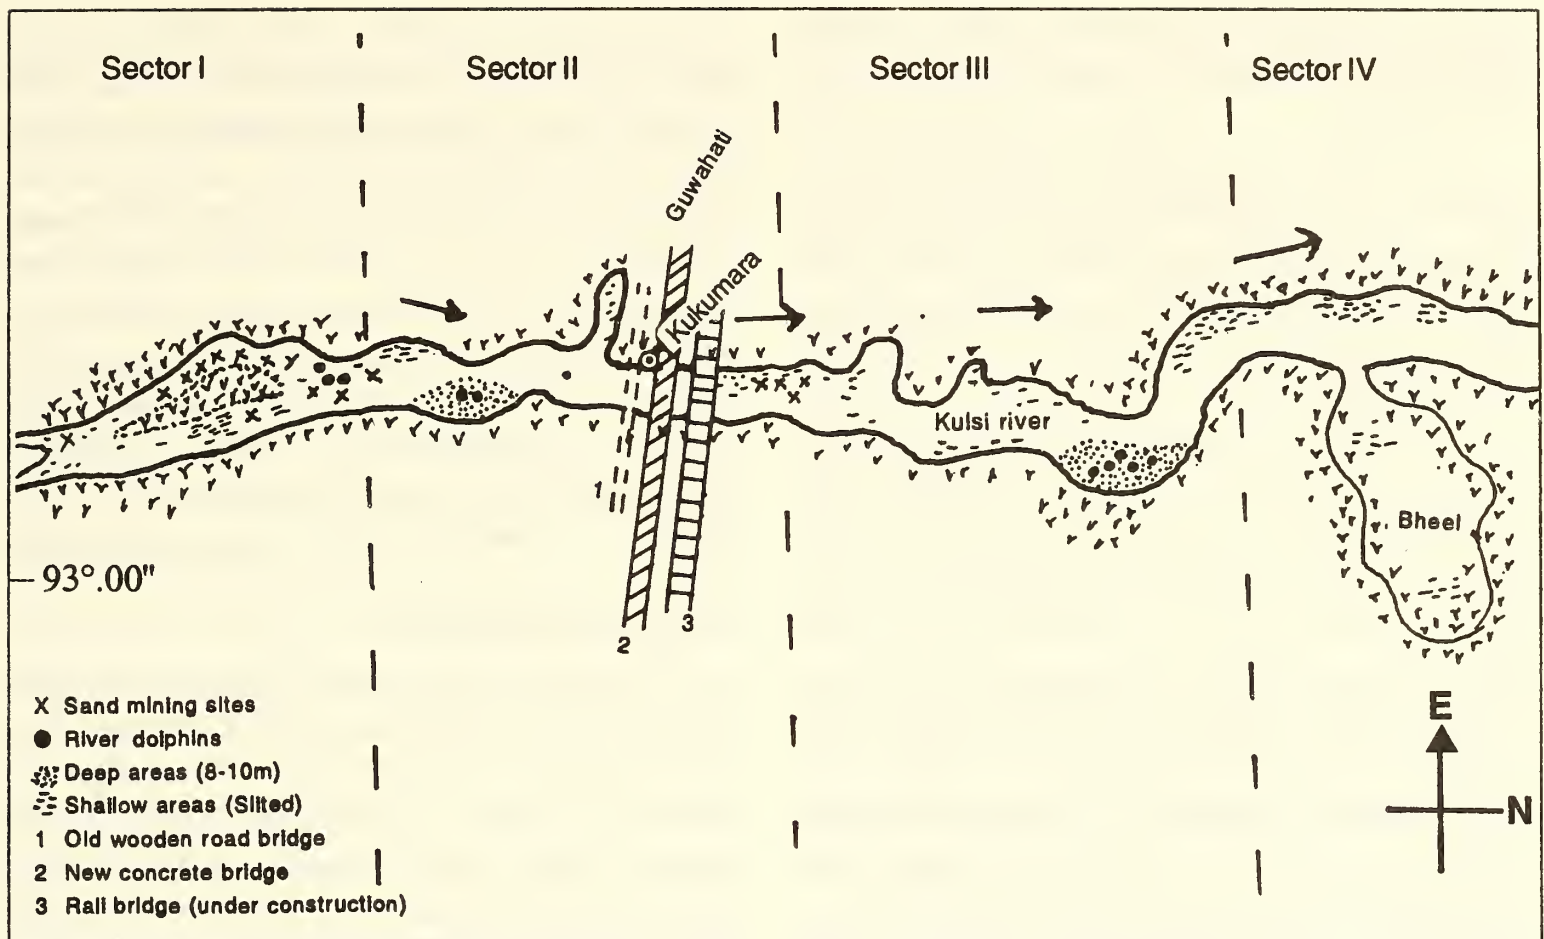 Sector I
Sector II
Sector III
Sector IV
Guwahati
Kukumara
Kulsi river
1
Bheel
93°.00"
2
3
E
N
X Sand mining sites
River dolphins
Deep areas (8-10m)
Shallow areas (Silted)
1 Old wooden road bridge
2 New concrete bridge
3 Rail bridge (under construction)